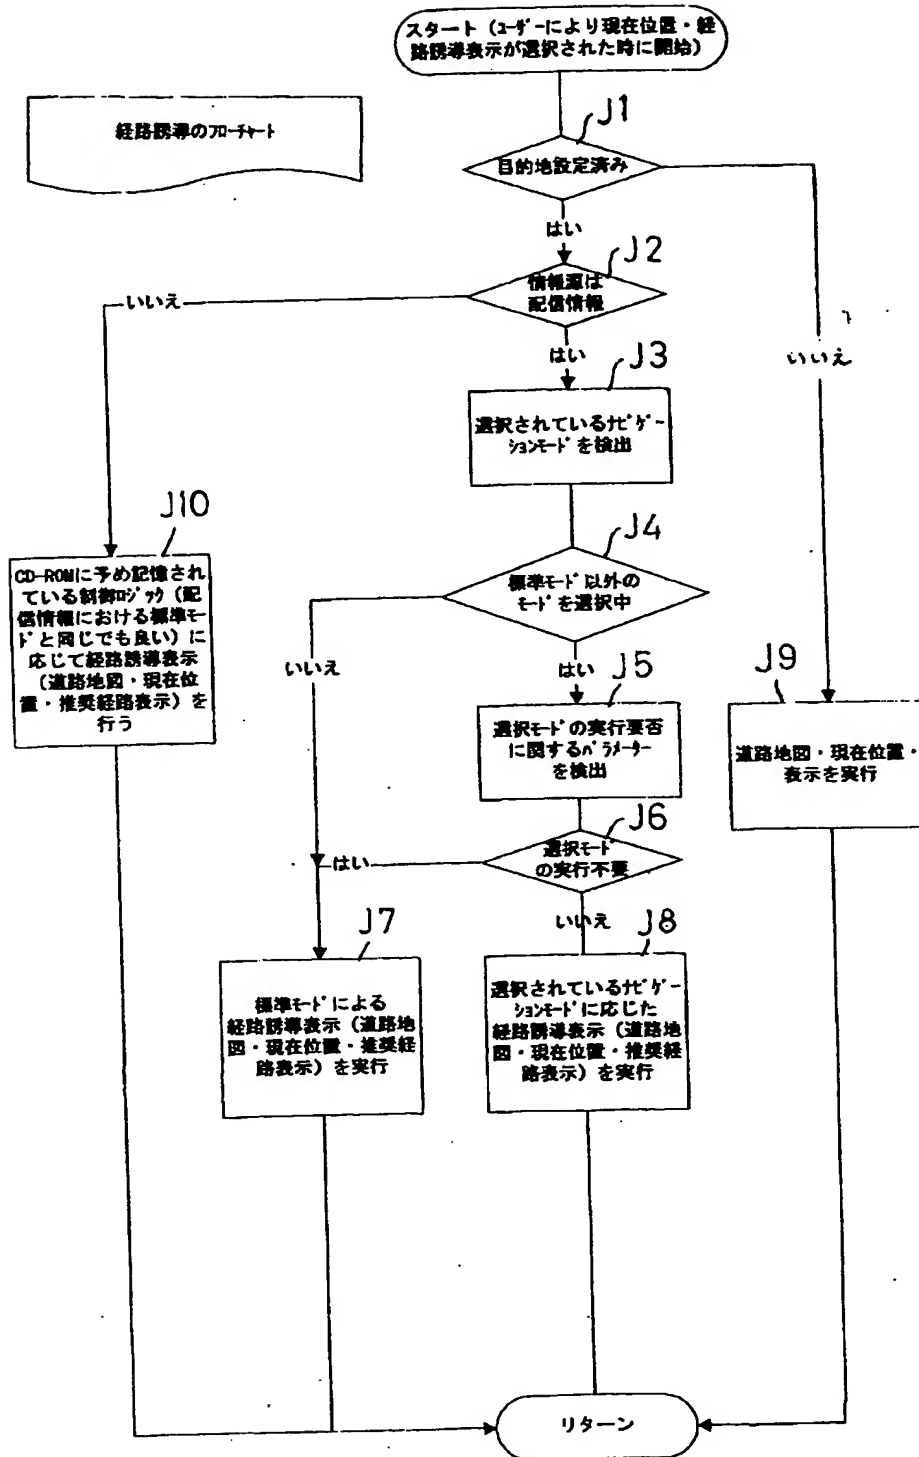 スタート（ユーザーにより現在位置・経
路誘導表示が選択された時に開始）
経路誘導のフローチャート
J1
目的地設定済み
はい
J2
情報源は
配信情報
いいえ
はい
いいえ
J3
選択されているナビゲー
ションモードを検出
J10
CD-ROMに予め記憶され
ている制御ロジック（配
信情報における標準モー
ドと同じでも良い）に
応じて経路誘導表示
（道路地図・現在位
置・推奨経路表示）を
行う
J4
標準モード以外の
モードを選択中
いいえ
はい
J5
選択モードの実行要否
に関するパラメーター
を検出
J9
道路地図・現在位置・
表示を実行
J6
選択モード
の実行不要
はい
いいえ
J7
標準モードによる
経路誘導表示（道路地
図・現在位置・推奨経
路表示）を実行
J8
選択されているナビゲー
ションモードに応じた
経路誘導表示（道路地
図・現在位置・推奨経
路表示）を実行
リターン